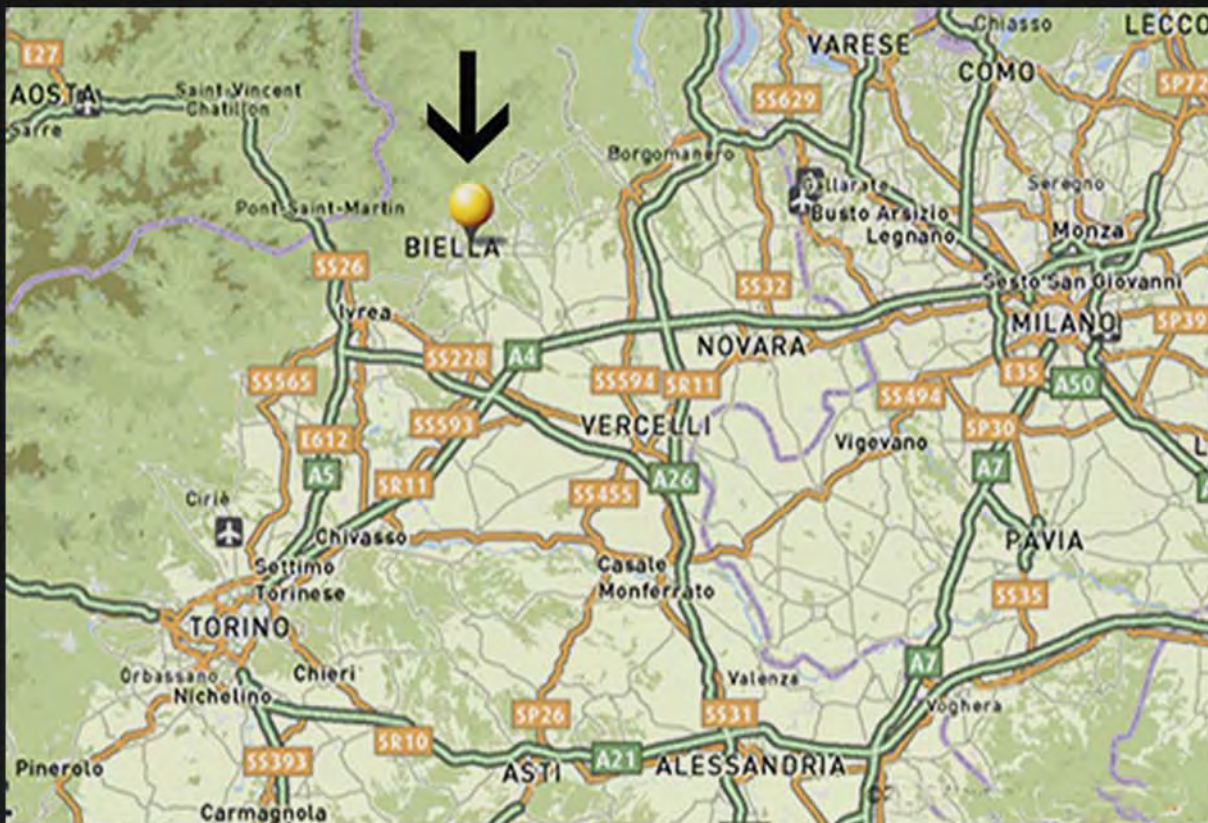 E27
AOSTA
Sarre
Saint-Vincent
Chatillon
Pont-Saint-Martin
BIELLA
Borgomanero
VARESE
Chiasso
LECCO
COMO
SS629
SP72
Gallarate
Busto Arsizio
Legnano
Seregno
Monza
Sesto San Giovanni
MILANO
SS26
Ivrea
SS32
NOVARA
SP39
SS228
A4
SS565
SS594
SR11
SS494
E35
A50
SS593
VERCELLI
Vigevano
SP30
E612
A5
SR11
A26
A7
SS455
Ciriè
Chivasso
PAVIA
Settimo
Torinese
Casale
Monferrato
SS35
TORINO
Orbassano
Nichelino
Chieri
Valenza
A7
Voghera
SP26
SS31
SR10
A21
SS393
ASTI
ALESSANDRIA
Pinerolo
Carmagnola